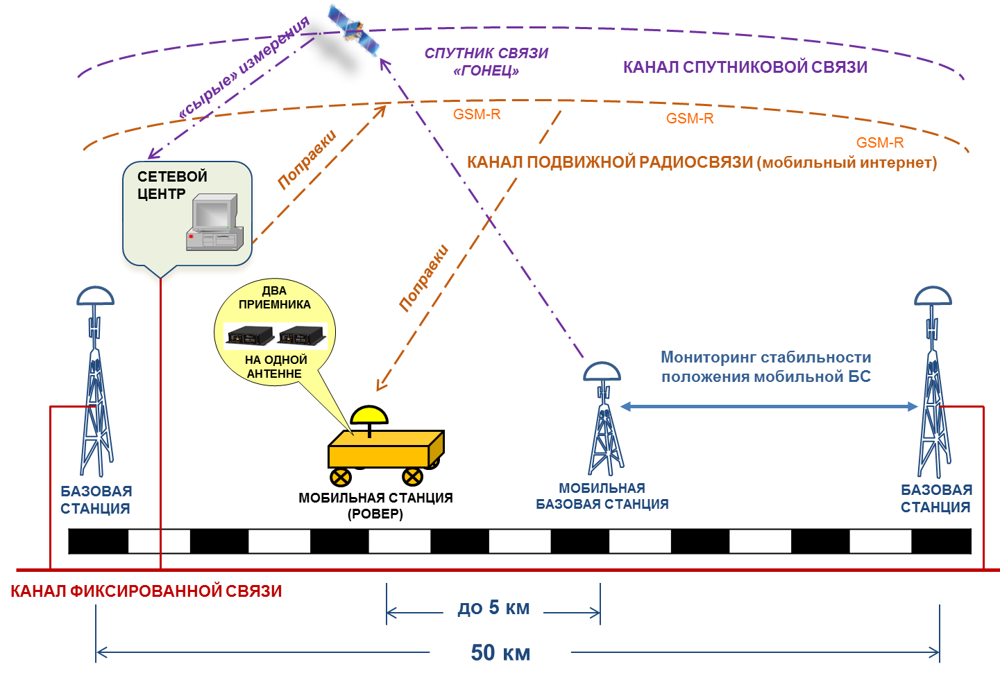 «сырые» измерения
СПУТНИК СВЯЗИ
«ГОНЕЦ»
КАНАЛ СПУТНИКОВОЙ СВЯЗИ
GSM-R
GSM-R
GSM-R
КАНАЛ ПОДВИЖНОЙ РАДИОСВЯЗИ (мобильный интернет)
Поправки
СЕТЕВОЙ
ЦЕНТР
Поправки
ДВА
ПРИЕМНИКА
НА ОДНОЙ
АНТЕННЕ
Мониторинг стабильности
положения мобильной БС
БАЗОВАЯ
СТАНЦИЯ
МОБИЛЬНАЯ СТАНЦИЯ
(РОВЕР)
МОБИЛЬНАЯ
БАЗОВАЯ СТАНЦИЯ
БАЗОВАЯ
СТАНЦИЯ
КАНАЛ ФИКСИРОВАННОЙ СВЯЗИ
до 5 км
50 км